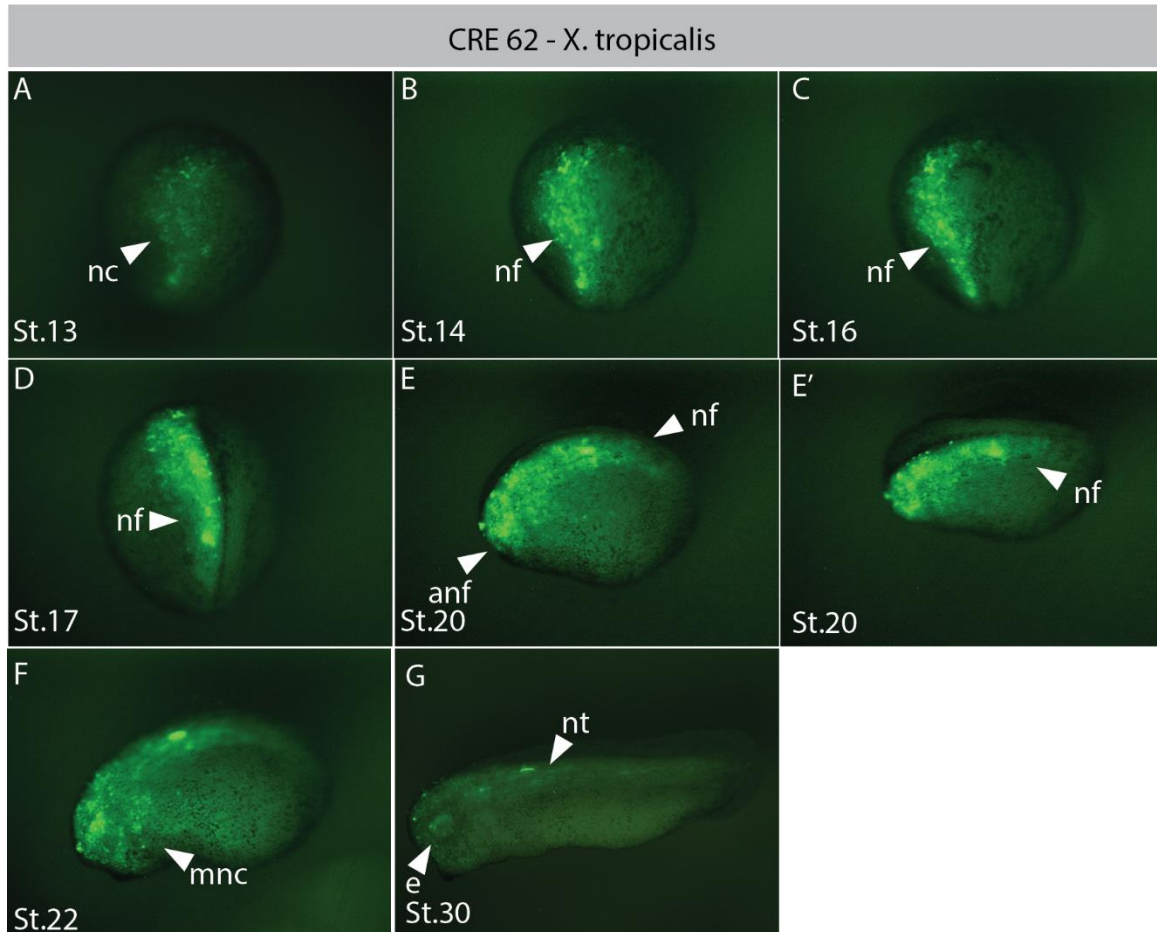 CRE 62 - X. tropicalis
A
nc
St.13
B
nf
St.14
C
nf
St.16
D
nf
St.17
E
nf
anf
St.20
E’
nf
St.20
F
mnc
St.22
G
nt
e
St.30